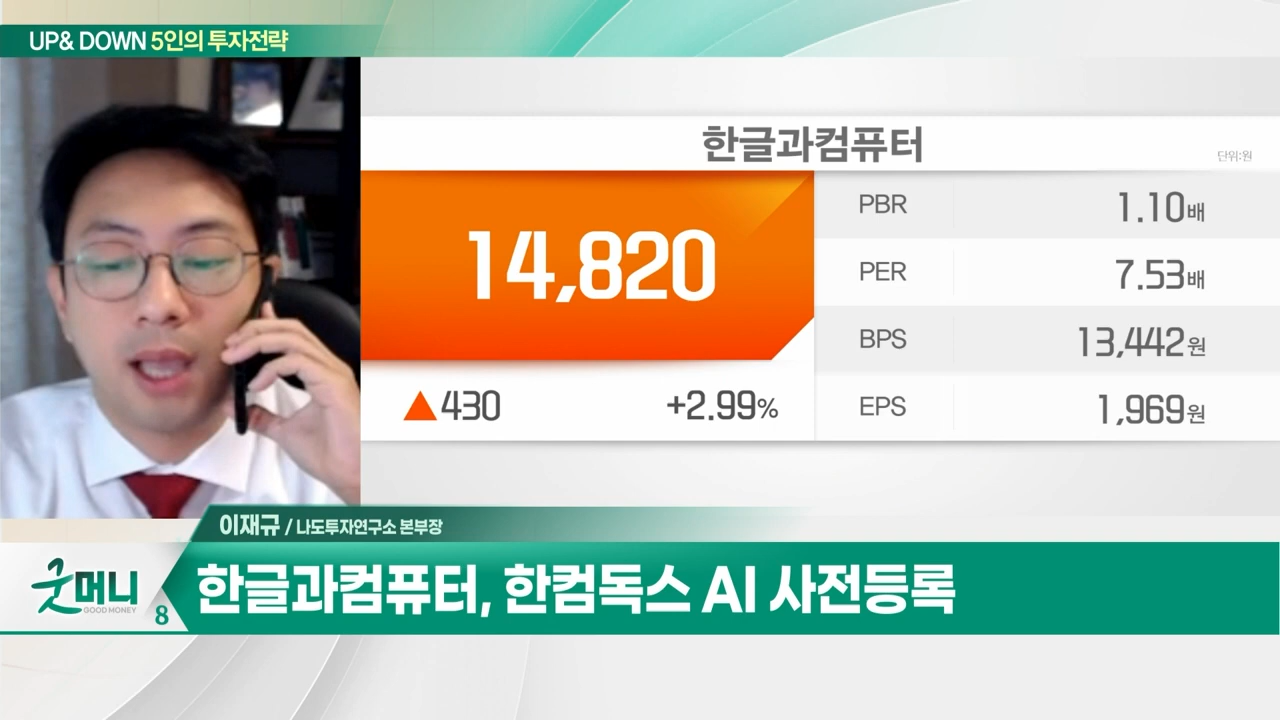 UP& DOWN 5인의 투자전략
한글과컴퓨터
단위:원
14,820
▲430 +2.99%
PBR 1.10배
PER 7.53배
BPS 13,442원
EPS 1,969원
이재규 / 나도투자연구소 본부장
굿머니
GOOD MONEY
8
한글과컴퓨터, 한컴독스 AI 사전등록